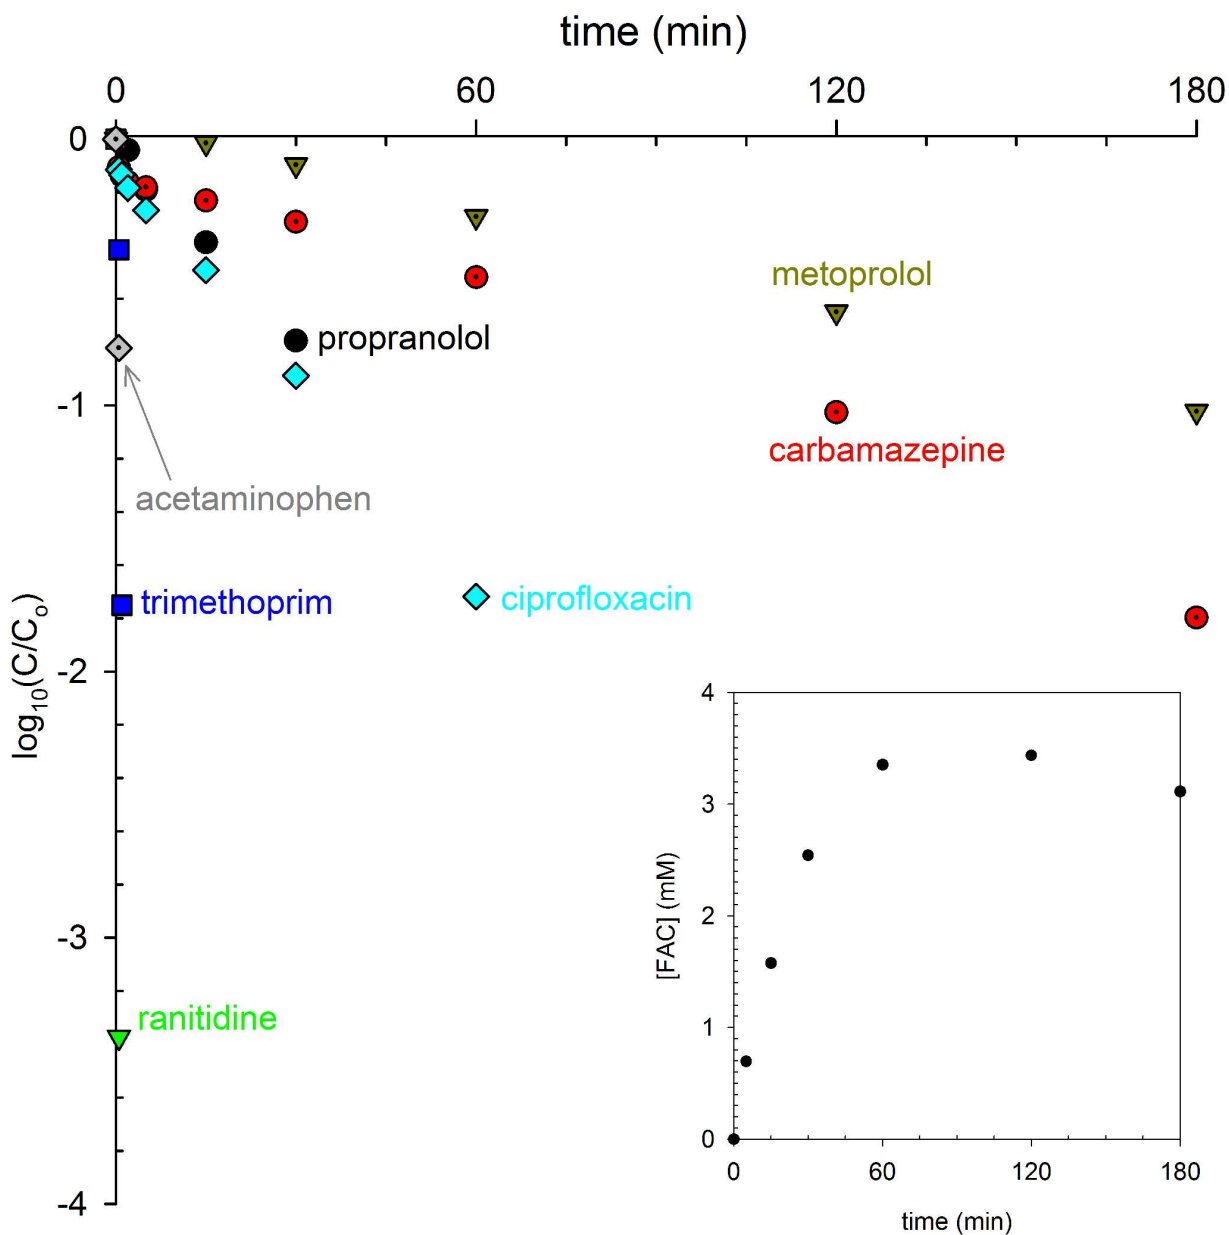 time (min)
0 60 120 180
0
metoprolol
propranolol
-1
carbamazepine
acetaminophen
trimethoprim
ciprofloxacin
log₁₀(C/Cₒ)
-2
4
3
-3
[FAC] (mM)
2
ranitidine
1
0
0 60 120 180
-4
time (min)